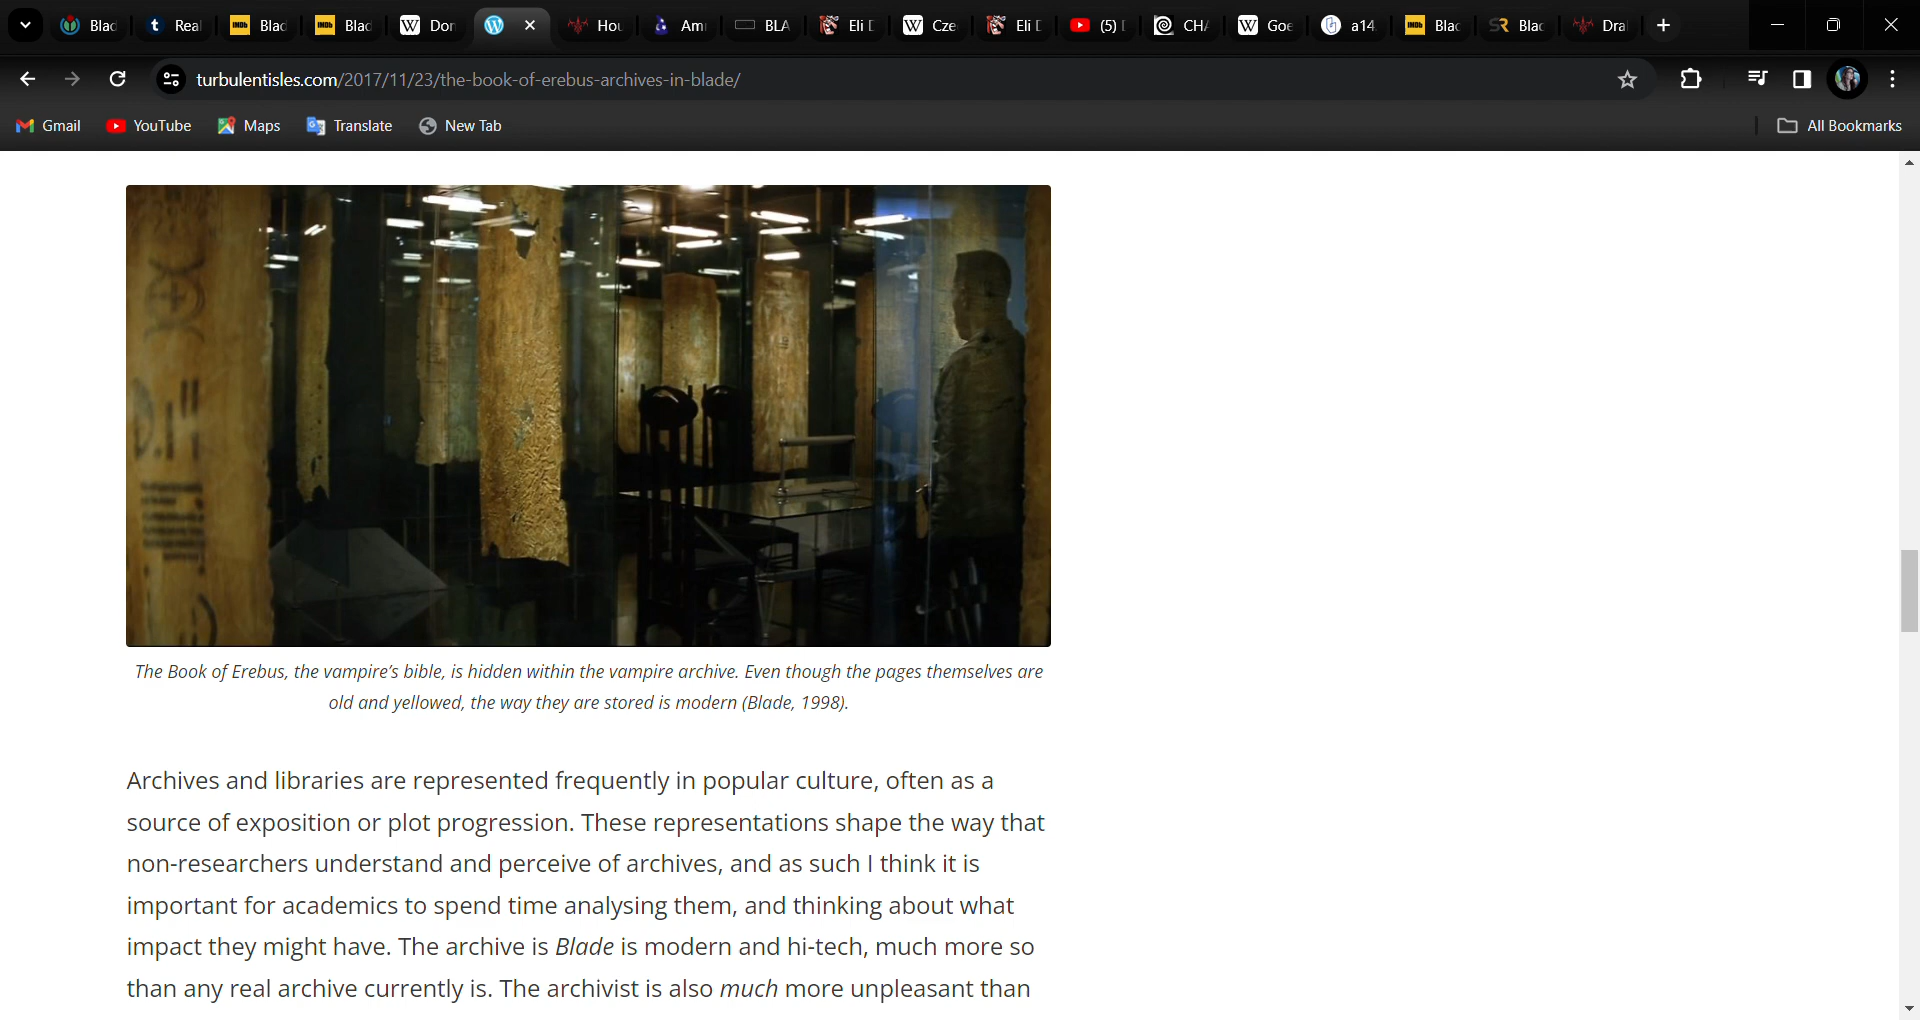 Blad
Real
Blad
Blad
Don
Hou
Am
BLA
Eli
Cze
Eli
(5)
CHA
Goe
a14
Blac
Blac
Dra
turbulentisles.com/2017/11/23/the-book-of-erebus-archives-in-blade/
Gmail
YouTube
Maps
Translate
New Tab
All Bookmarks
The Book of Erebus, the vampire's bible, is hidden within the vampire archive. Even though the pages themselves are
old and yellowed, the way they are stored is modern (Blade, 1998).
Archives and libraries are represented frequently in popular culture, often as a
source of exposition or plot progression. These representations shape the way that
non-researchers understand and perceive of archives, and as such I think it is
important for academics to spend time analysing them, and thinking about what
impact they might have. The archive is Blade is modern and hi-tech, much more so
than any real archive currently is. The archivist is also much more unpleasant than